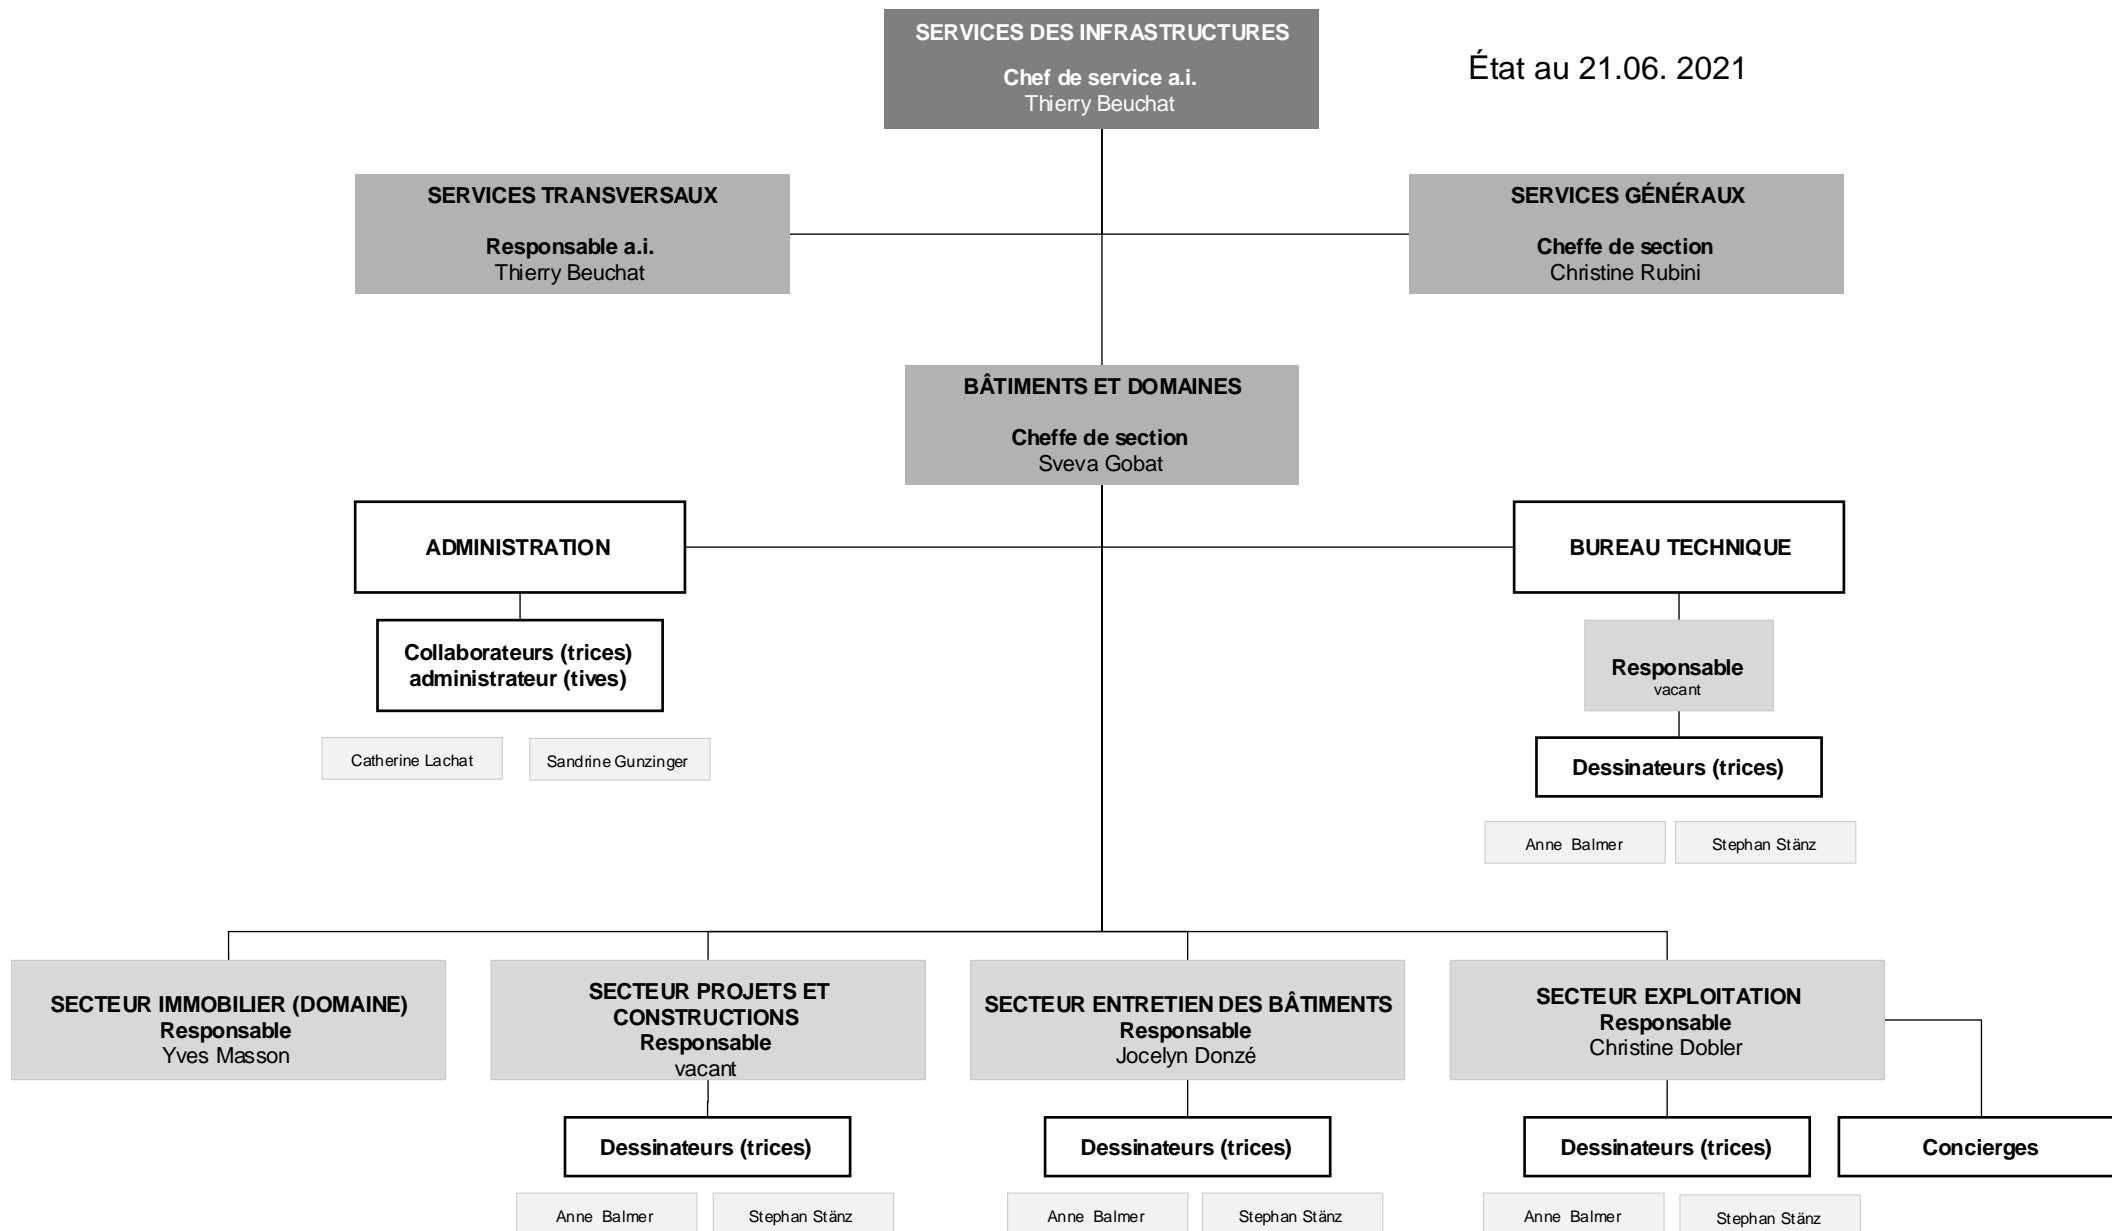 SERVICES DES INFRASTRUCTURES
Chef de service a.i.
Thierry Beuchat
État au 21.06. 2021
SERVICES TRANSVERSAUX
Responsable a.i.
Thierry Beuchat
SERVICES GÉNÉRAUX
Cheffe de section
Christine Rubini
BÂTIMENTS ET DOMAINES
Cheffe de section
Sveva Gobat
ADMINISTRATION
BUREAU TECHNIQUE
Collaborateurs (trices)
administrateur (tives)
Responsable
vacant
Catherine Lachat
Sandrine Gunzinger
Dessinateurs (trices)
Anne Balmer
Stephan Stänz
SECTEUR IMMOBILIER (DOMAINE)
Responsable
Yves Masson
SECTEUR PROJETS ET
CONSTRUCTIONS
Responsable
vacant
SECTEUR ENTRETIEN DES BÂTIMENTS
Responsable
Jocelyn Donzé
SECTEUR EXPLOITATION
Responsable
Christine Dobler
Dessinateurs (trices)
Dessinateurs (trices)
Dessinateurs (trices)
Concierges
Anne Balmer
Stephan Stänz
Anne Balmer
Stephan Stänz
Anne Balmer
Stephan Stänz